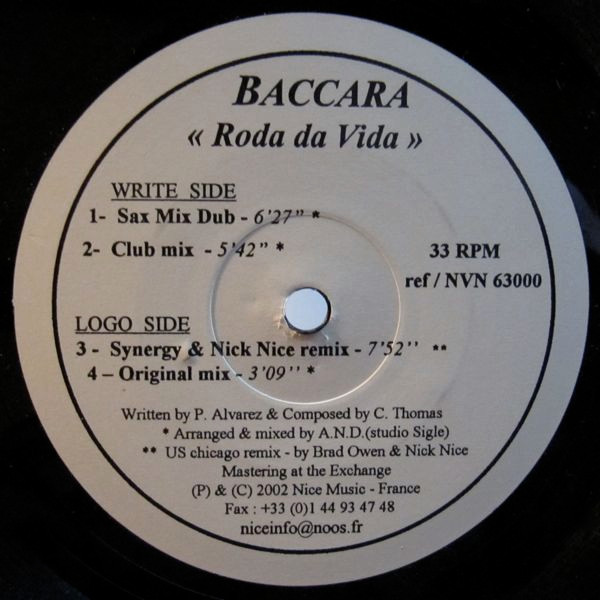 BACCARA
« Roda da Vida »
WRITE SIDE
1- Sax Mix Dub - 6'27" *
2- Club mix - 5'42" *
33 RPM
ref / NVN 63000
LOGO SIDE
3 - Synergy & Nick Nice remix - 7'52'' **
4 – Original mix - 3'09'' *
Written by P. Alvarez & Composed by C. Thomas
* Arranged & mixed by A.N.D.(studio Sigle)
** US chicago remix - by Brad Owen & Nick Nice
Mastering at the Exchange
(P) & (C) 2002 Nice Music - France
Fax : +33 (0)1 44 93 47 48
niceinfo@noos.fr